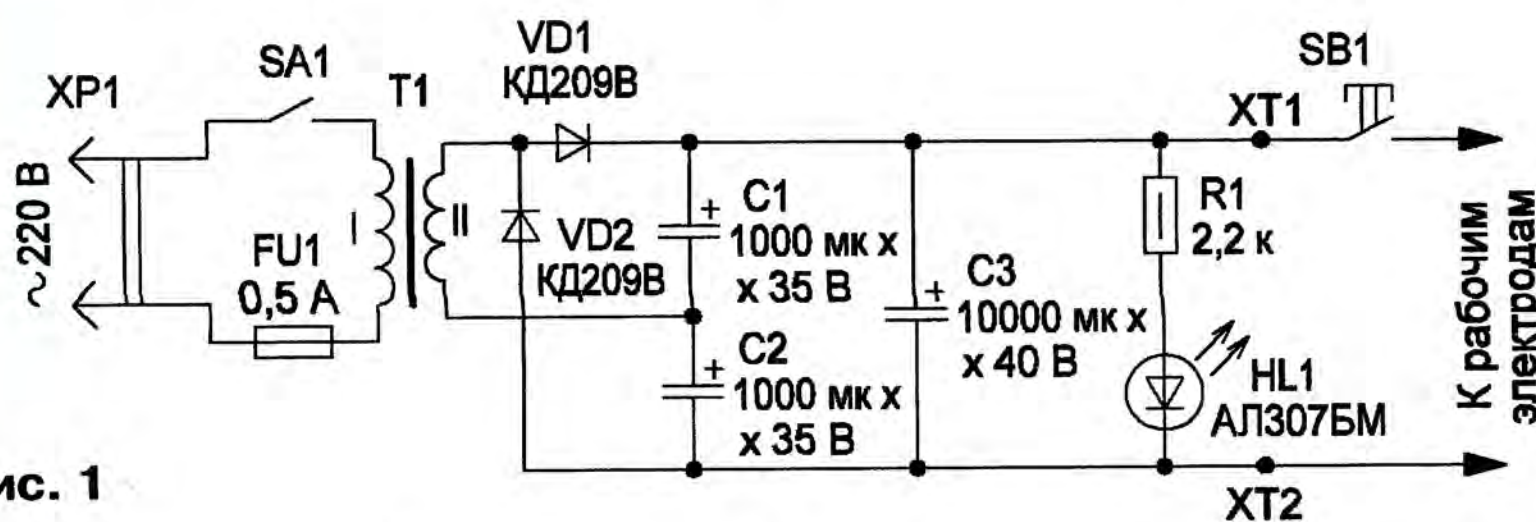 XP1
~220 В
SA1
FU1
0,5 А
T1
I
II
VD1
КД209В
VD2
КД209В
+
C1
1000 мк х
х 35 В
+
C2
1000 мк х
х 35 В
+
C3
10000 мк х
х 40 В
R1
2,2 к
HL1
АЛ307БМ
XT1
SB1
XT2
К рабочим
электродам
ис. 1